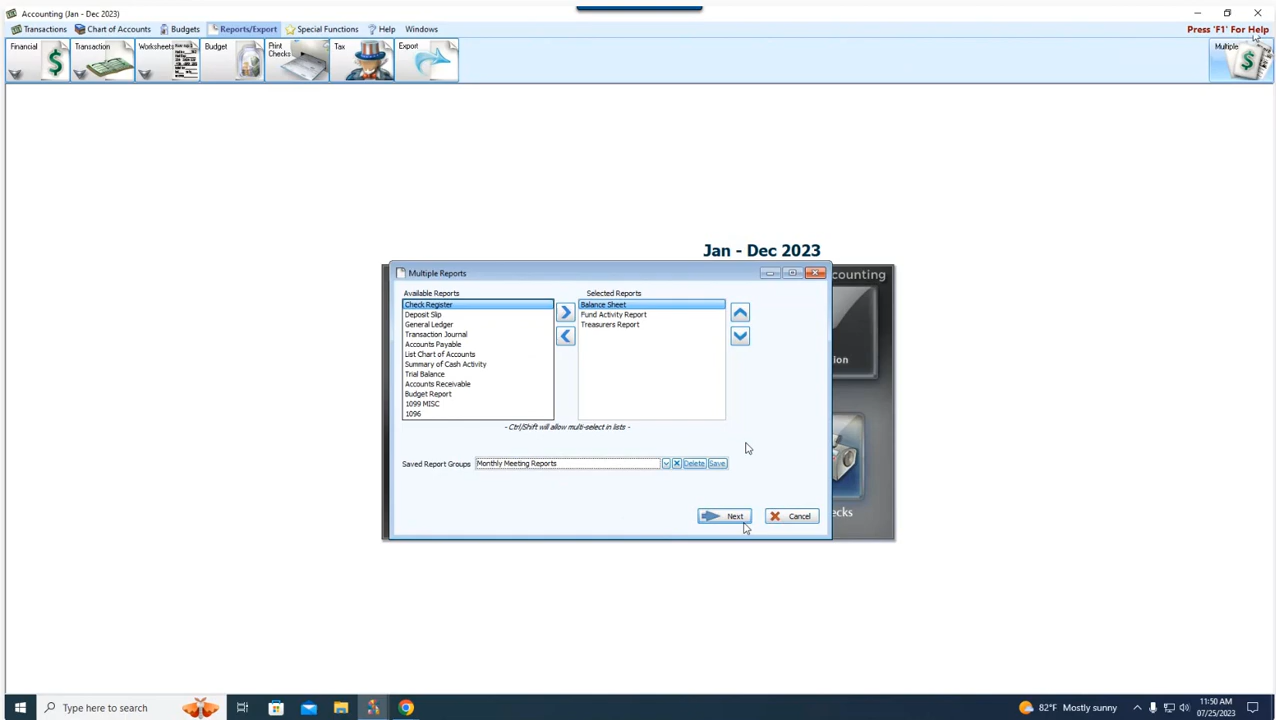 Accounting (Jan - Dec 2023)
Transactions Chart of Accounts Budgets Reports/Export Special Functions Help Windows Press 'F1' For Help
Financial Transaction Worksheets Budget Print Checks Tax Export Multiple
Jan - Dec 2023
Multiple Reports
Available Reports Selected Reports
Check Register
Deposit Slip
General Ledger
Transaction Journal
Accounts Payable
List Chart of Accounts
Summary of Cash Activity
Trial Balance
Accounts Receivable
Budget Report
1099 MISC
1096
Balance Sheet
Fund Activity Report
Treasurers Report
- Ctrl/Shift will allow multi-select in lists -
Saved Report Groups Monthly Meeting Reports Delete Save
Next Cancel
Type here to search
82°F Mostly sunny
11:50 AM
07/25/2023